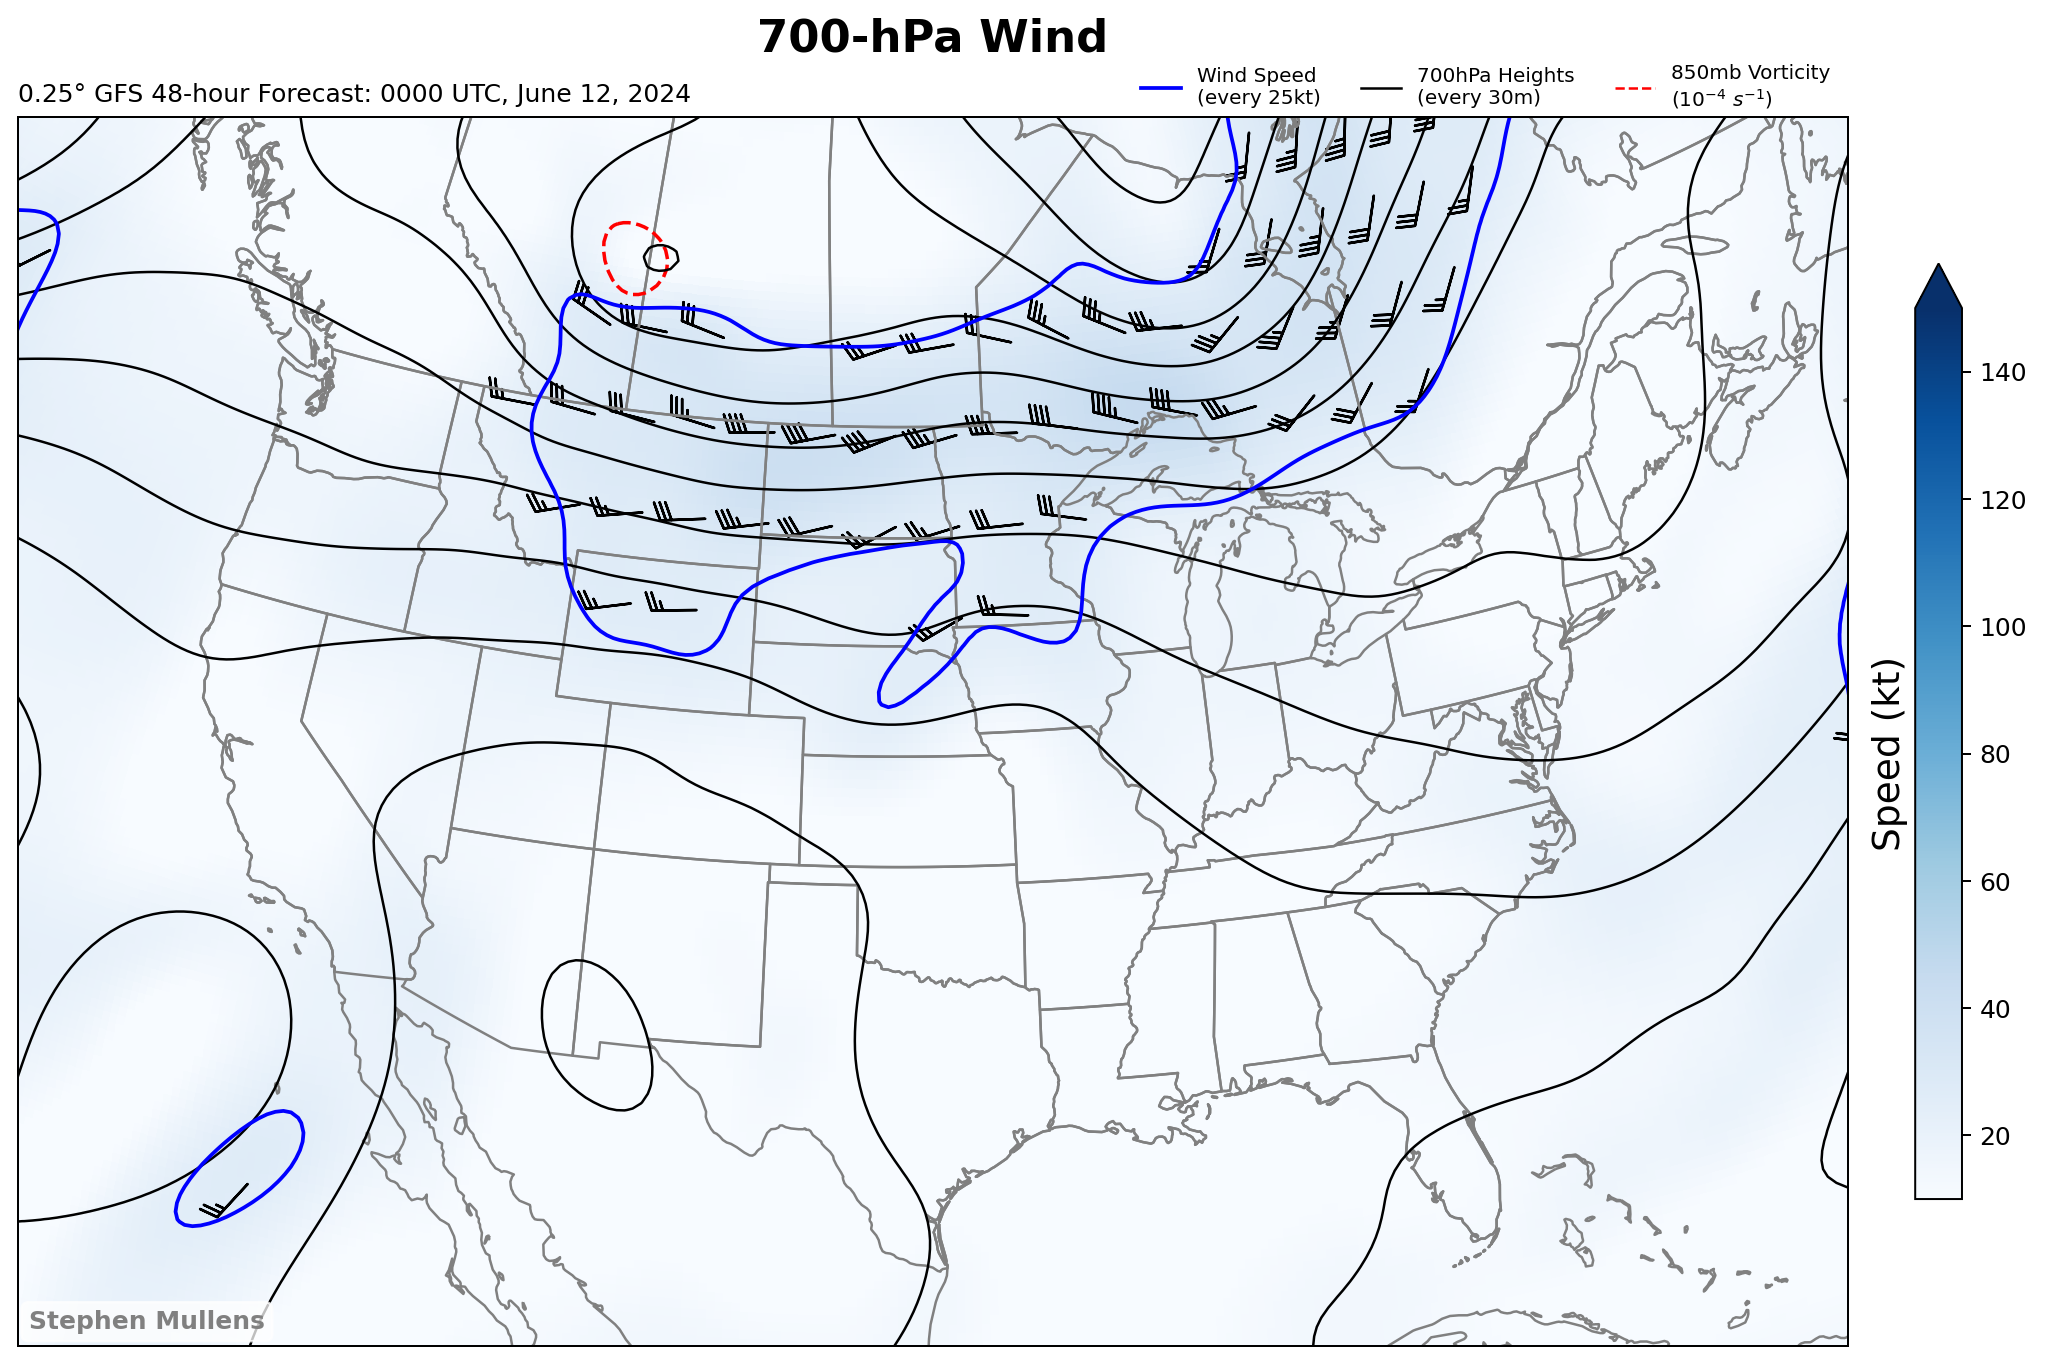 700-hPa Wind
0.25° GFS 48-hour Forecast: 0000 UTC, June 12, 2024
Wind Speed
(every 25kt)
700hPa Heights
(every 30m)
850mb Vorticity
(10⁻⁴ s⁻¹)
140
120
100
80
60
40
20
Speed (kt)
Stephen Mullens